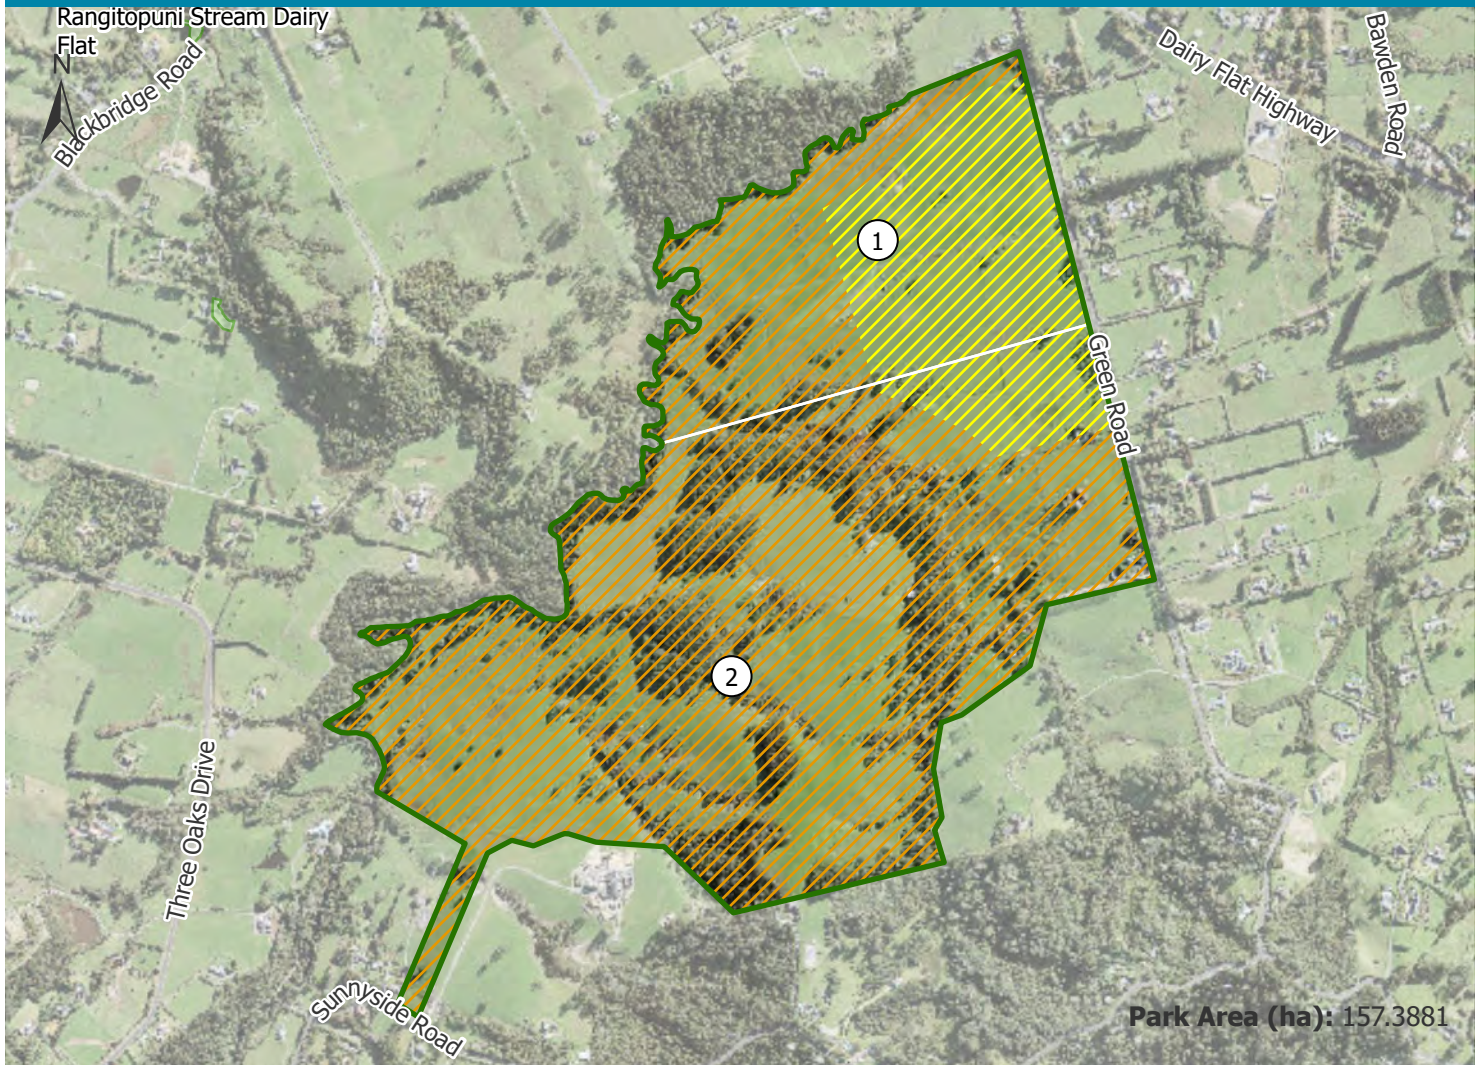 Rangitopuni Stream Dairy
Flat
N
Blackbridge Road
Dairy Flat Highway
Bawden Road
1
Green Road
2
Three Oaks Drive
Sunnyside Road
Park Area (ha): 157.3881